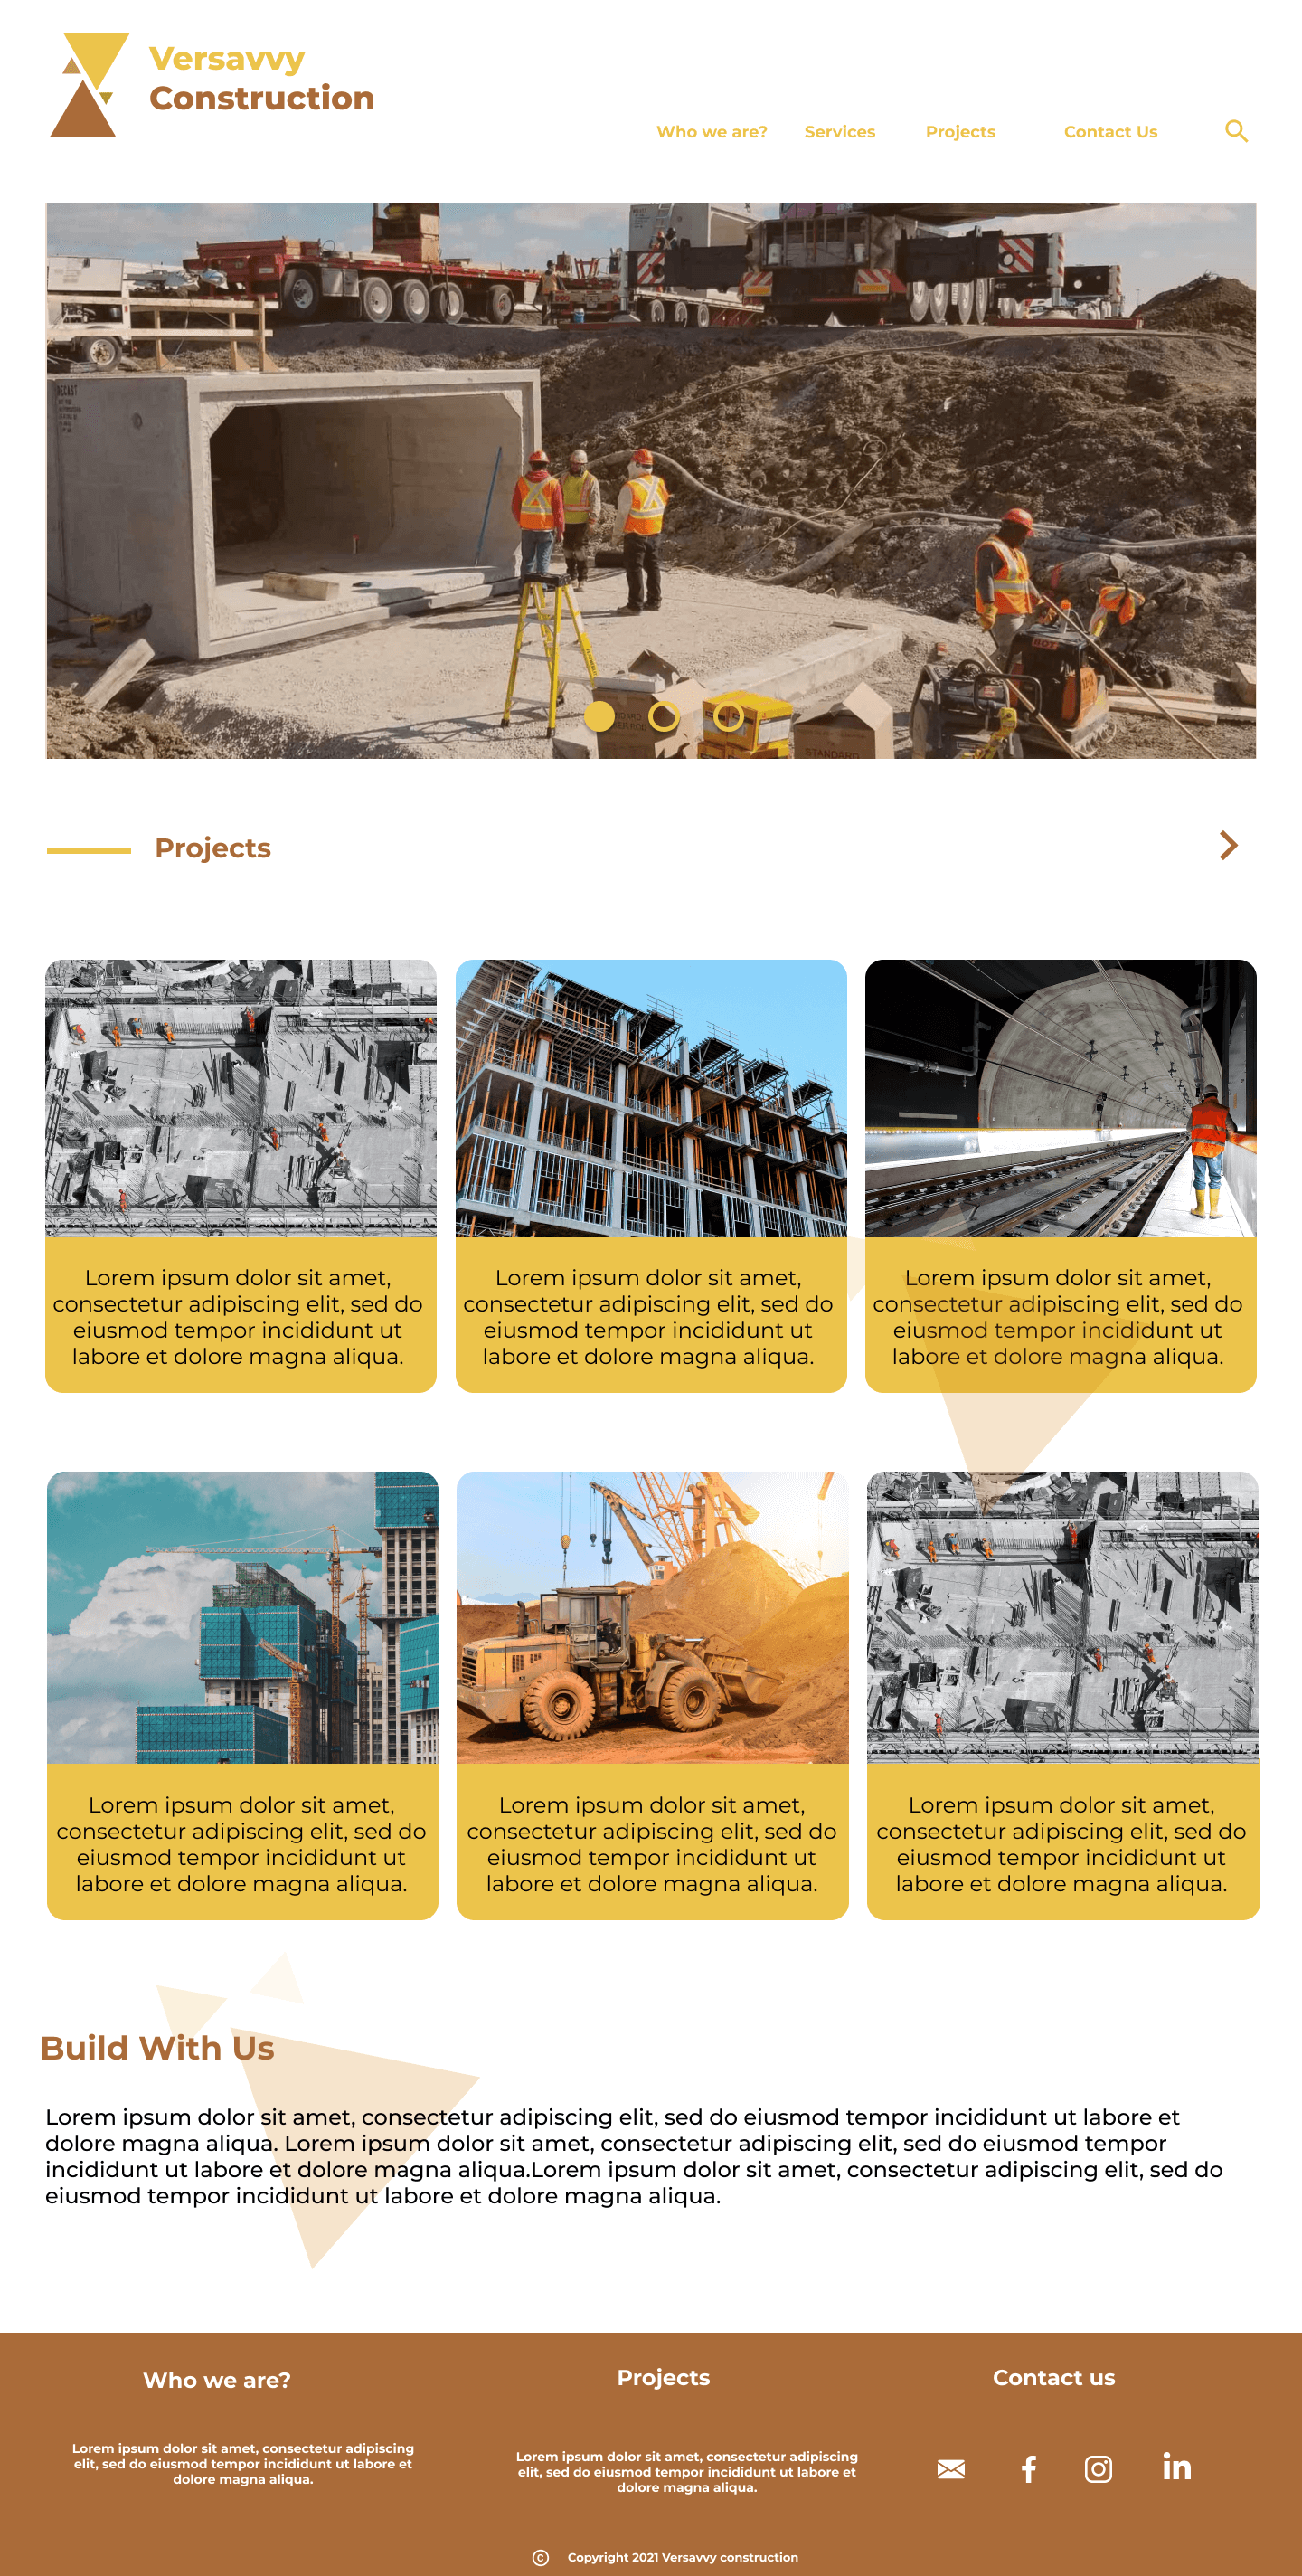 Versavvy
Construction
Who we are? Services Projects Contact Us
Projects
Lorem ipsum dolor sit amet,
consectetur adipiscing elit, sed do
eiusmod tempor incididunt ut
labore et dolore magna aliqua.
Lorem ipsum dolor sit amet,
consectetur adipiscing elit, sed do
eiusmod tempor incididunt ut
labore et dolore magna aliqua.
Lorem ipsum dolor sit amet,
consectetur adipiscing elit, sed do
eiusmod tempor incididunt ut
labore et dolore magna aliqua.
Lorem ipsum dolor sit amet,
consectetur adipiscing elit, sed do
eiusmod tempor incididunt ut
labore et dolore magna aliqua.
Lorem ipsum dolor sit amet,
consectetur adipiscing elit, sed do
eiusmod tempor incididunt ut
labore et dolore magna aliqua.
Lorem ipsum dolor sit amet,
consectetur adipiscing elit, sed do
eiusmod tempor incididunt ut
labore et dolore magna aliqua.
Build With Us
Lorem ipsum dolor sit amet, consectetur adipiscing elit, sed do eiusmod tempor incididunt ut labore et
dolore magna aliqua. Lorem ipsum dolor sit amet, consectetur adipiscing elit, sed do eiusmod tempor
incididunt ut labore et dolore magna aliqua.Lorem ipsum dolor sit amet, consectetur adipiscing elit, sed do
eiusmod tempor incididunt ut labore et dolore magna aliqua.
Who we are?
Lorem ipsum dolor sit amet, consectetur adipiscing
elit, sed do eiusmod tempor incididunt ut labore et
dolore magna aliqua.
Projects
Lorem ipsum dolor sit amet, consectetur adipiscing
elit, sed do eiusmod tempor incididunt ut labore et
dolore magna aliqua.
Contact us
© Copyright 2021 Versavvy construction